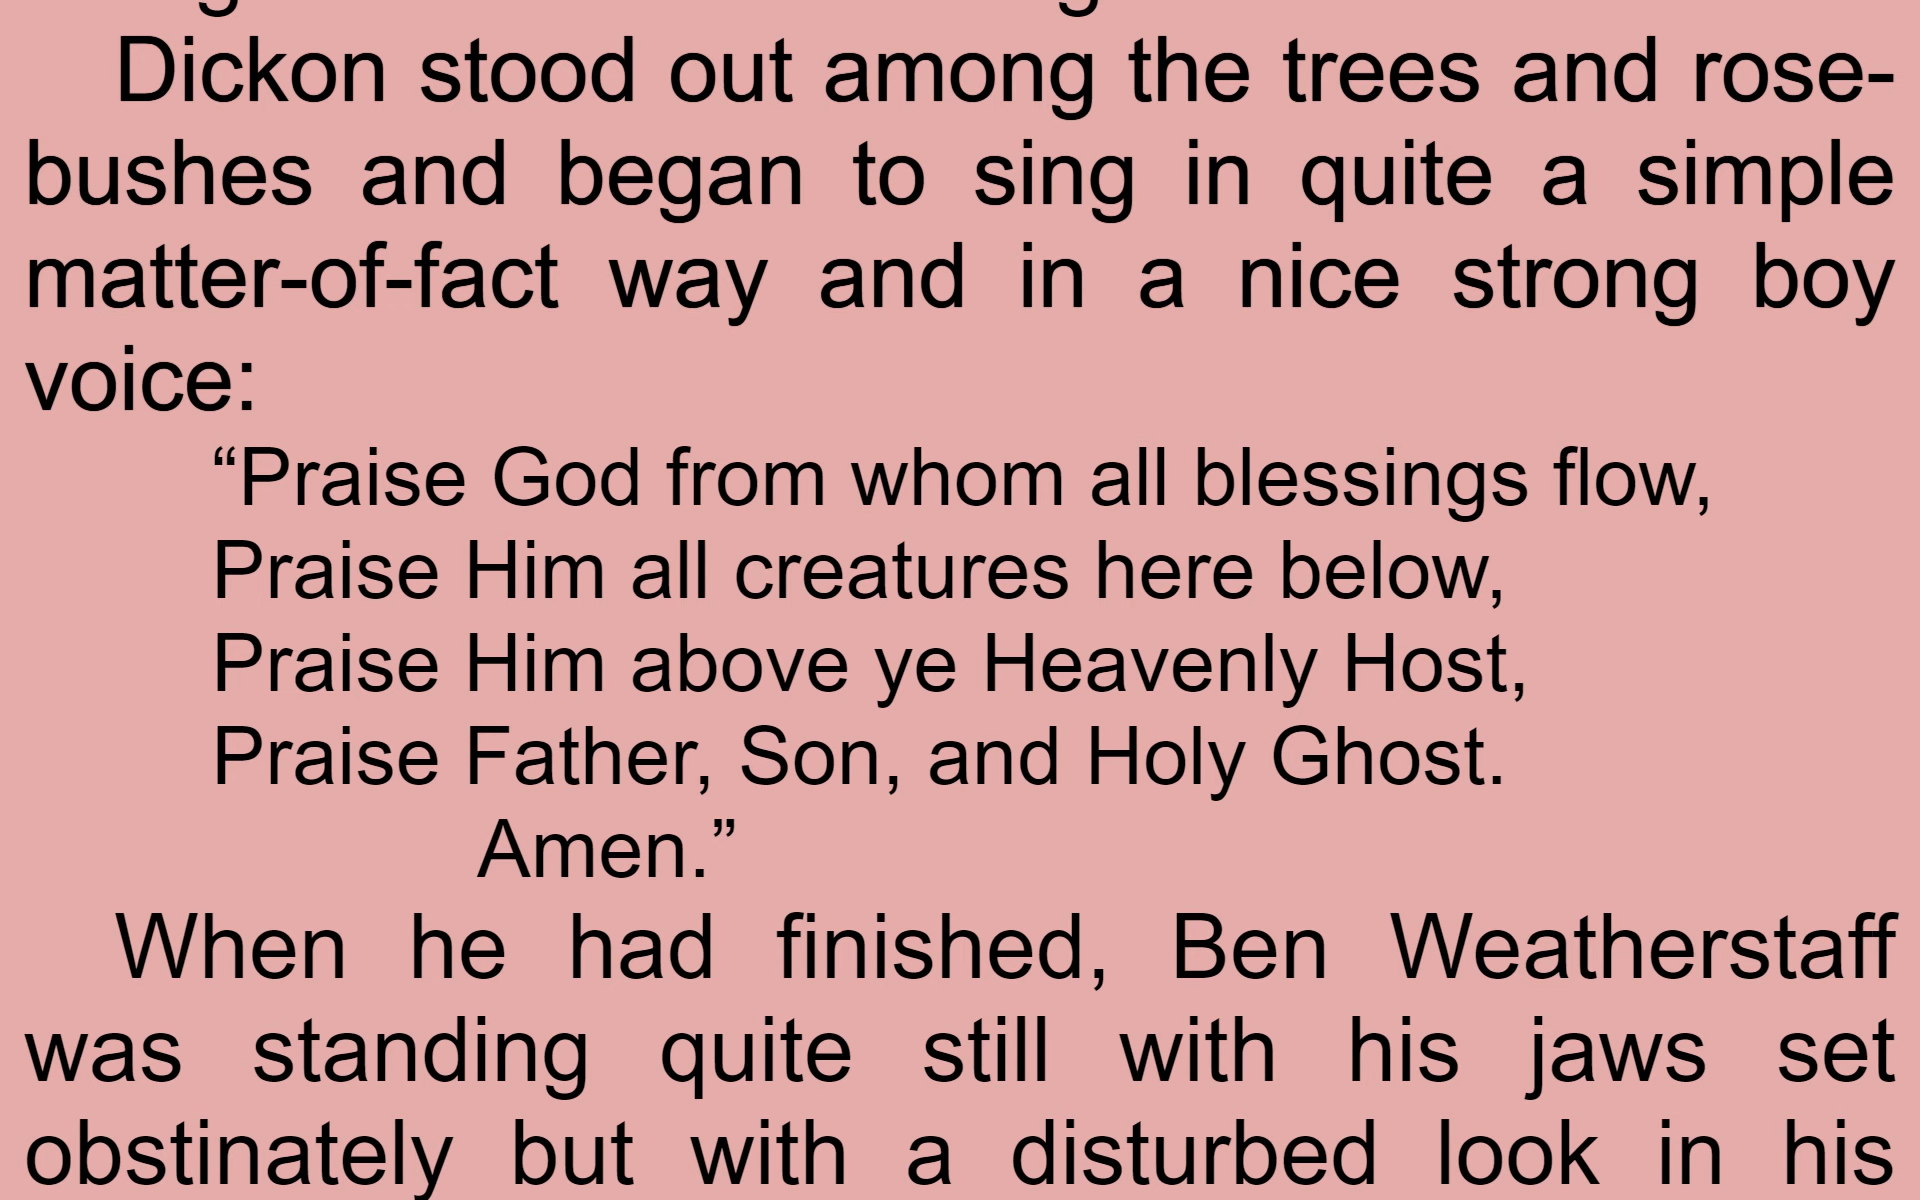 Dickon stood out among the trees and rose-
bushes and began to sing in quite a simple
matter-of-fact way and in a nice strong boy
voice:
“Praise God from whom all blessings flow,
Praise Him all creatures here below,
Praise Him above ye Heavenly Host,
Praise Father, Son, and Holy Ghost.
Amen.”
When he had finished, Ben Weatherstaff
was standing quite still with his jaws set
obstinately but with a disturbed look in his